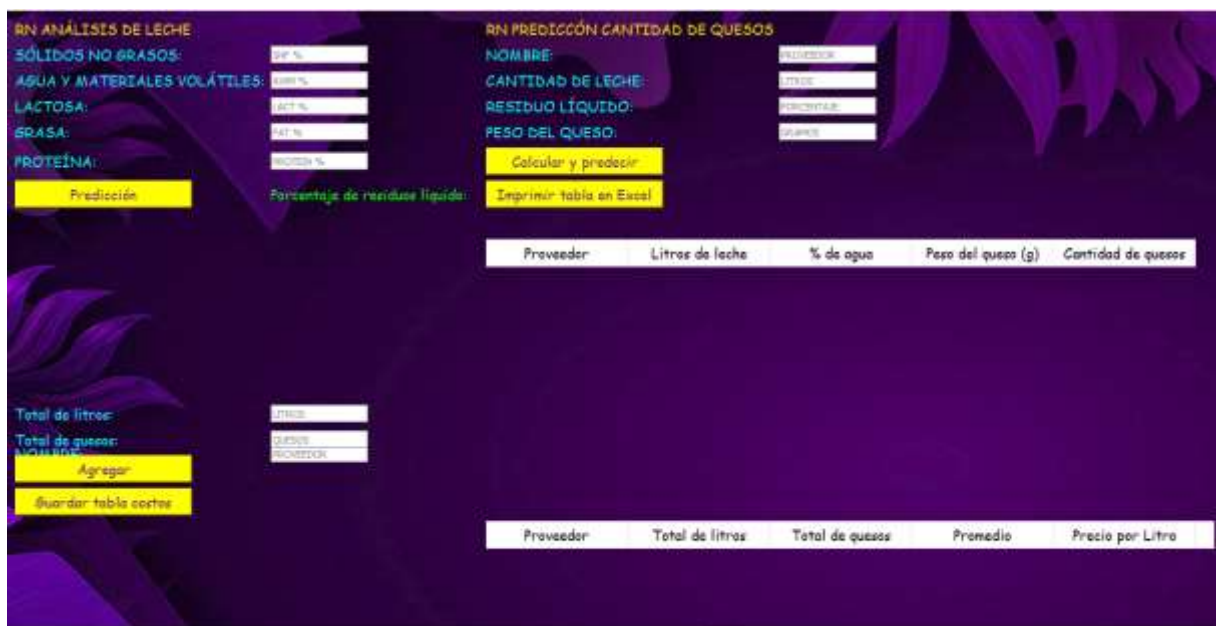 RN ANÁLISIS DE LECHE
SÓLIDOS NO GRASOS: SNF %
AGUA Y MATERIALES VOLÁTILES:
LACTOSA: LACT %
GRASA: FAT %
PROTEÍNA: PROTEIN %
Predicción
Porcentaje de residuos líquido:
RN PREDICCÓN CANTIDAD DE QUESOS
NOMBRE: PROVEEDOR
CANTIDAD DE LECHE: LITROS
RESIDUO LÍQUIDO: PORCENTAJE
PESO DEL QUESO: GRAMOS
Calcular y predecir
Imprimir tabla en Excel
Proveedor Litros de leche % de agua Peso del queso (g) Cantidad de quesos
Total de litros: LITROS
Total de quesos: QUESOS
NOMBRE: PROVEEDOR
Agregar
Guardar tabla costos
Proveedor Total de litros Total de quesos Promedio Precio por Litro